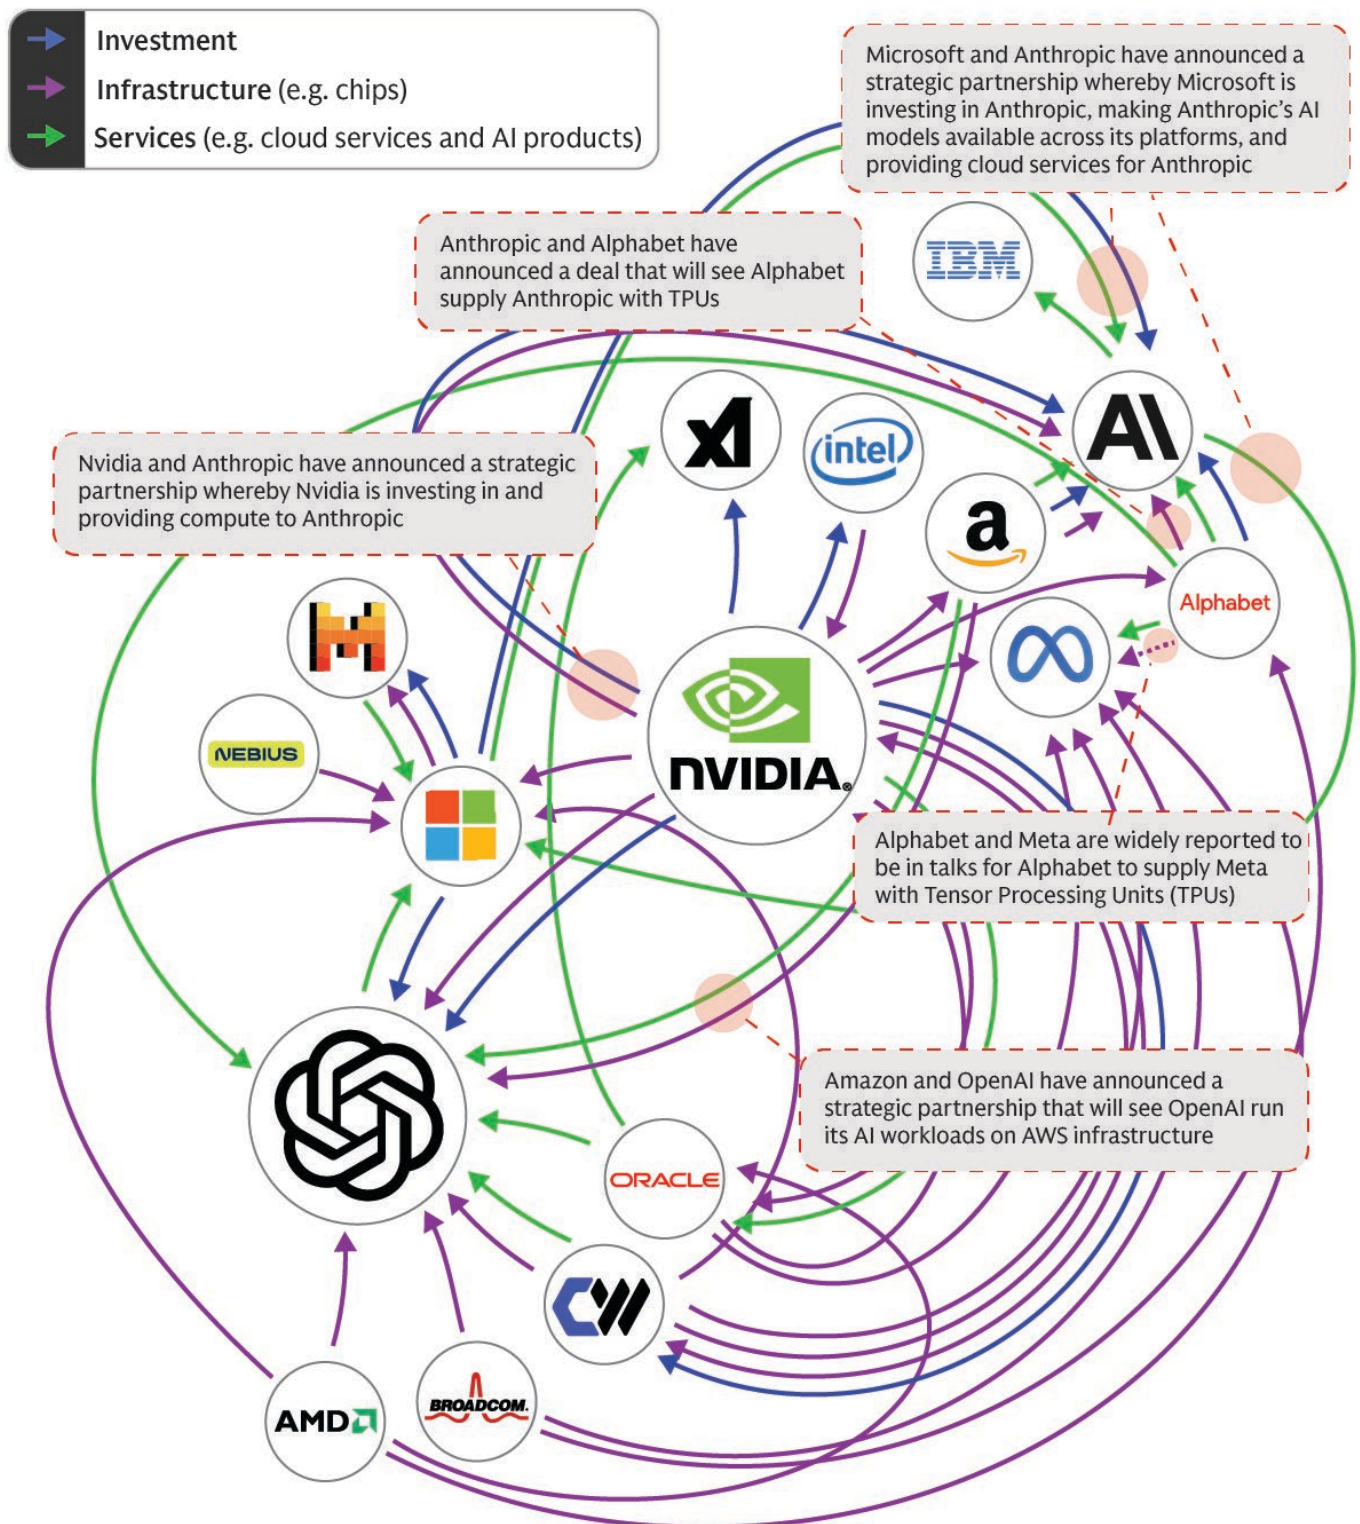 Investment
Infrastructure (e.g. chips)
Services (e.g. cloud services and AI products)
Microsoft and Anthropic have announced a
strategic partnership whereby Microsoft is
investing in Anthropic, making Anthropic's AI
models available across its platforms, and
providing cloud services for Anthropic
Anthropic and Alphabet have
announced a deal that will see Alphabet
supply Anthropic with TPUs
IBM
xI
intel
AI
Nvidia and Anthropic have announced a strategic
partnership whereby Nvidia is investing in and
providing compute to Anthropic
a
Alphabet
NEBIUS
NVIDIA®
Alphabet and Meta are widely reported to
be in talks for Alphabet to supply Meta
with Tensor Processing Units (TPUs)
Amazon and OpenAI have announced a
strategic partnership that will see OpenAI run
its AI workloads on AWS infrastructure
ORACLE
CW
AMD
BROADCOM.